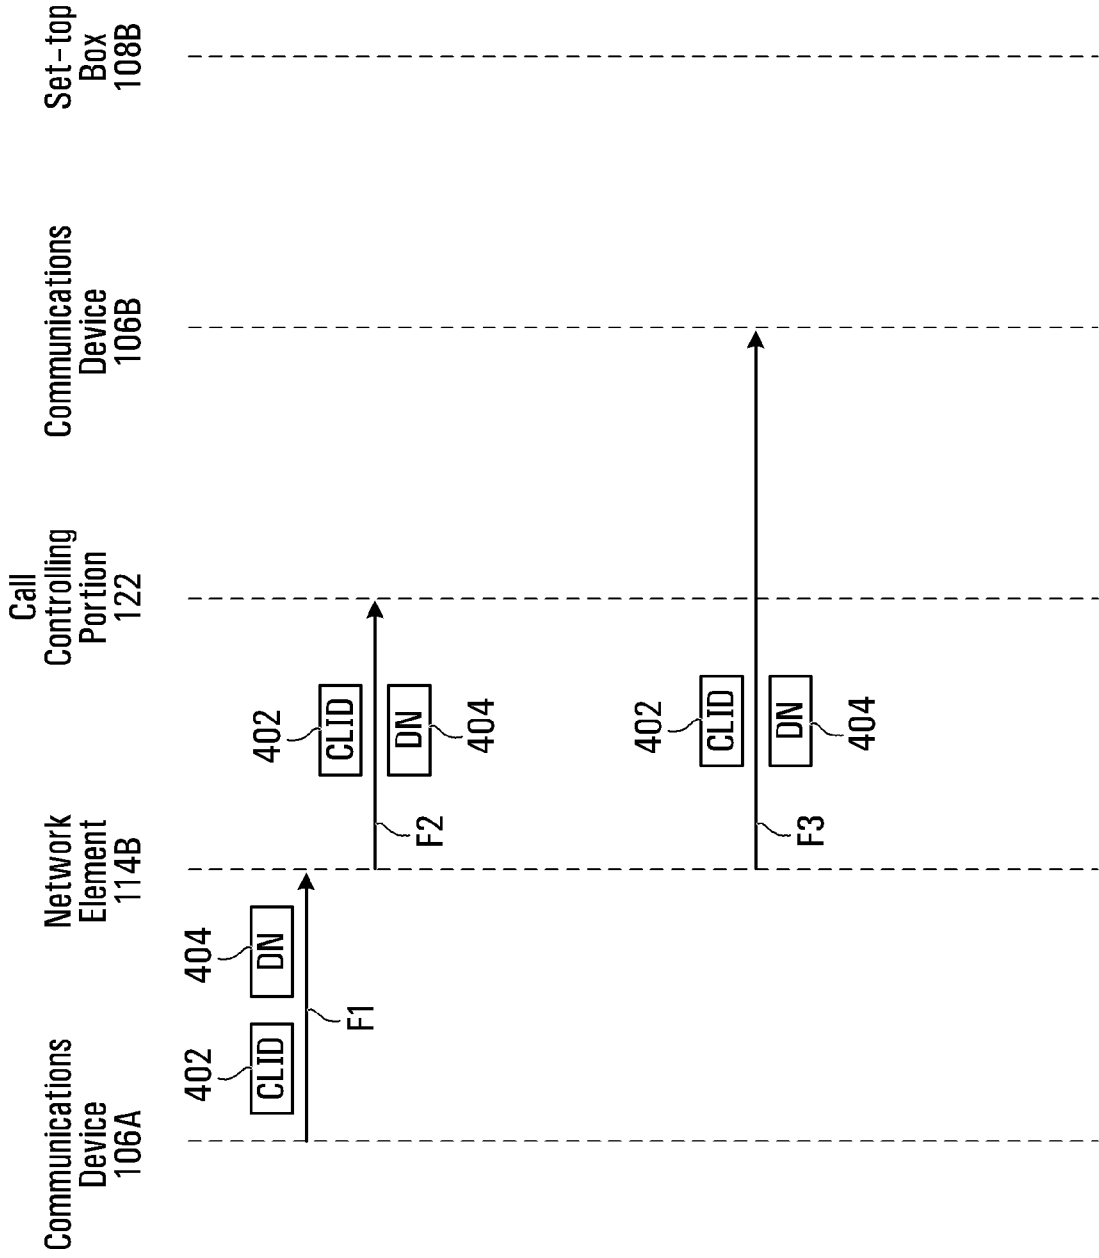 Communications
Device
106A
Network
Element
114B
Call
Controlling
Portion
122
Communications
Device
106B
Set-top
Box
108B
402
404
CLID
DN
F1
402
CLID
DN
404
F2
402
CLID
DN
404
F3